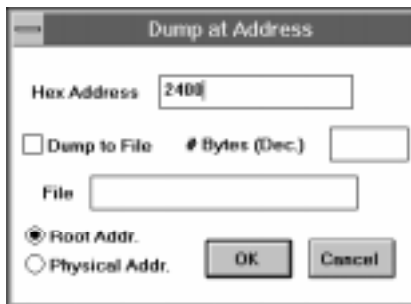 Dump at Address
Hex Address 2400
Dump to File # Bytes (Dec.)
File
Root Addr.
Physical Addr.
OK Cancel